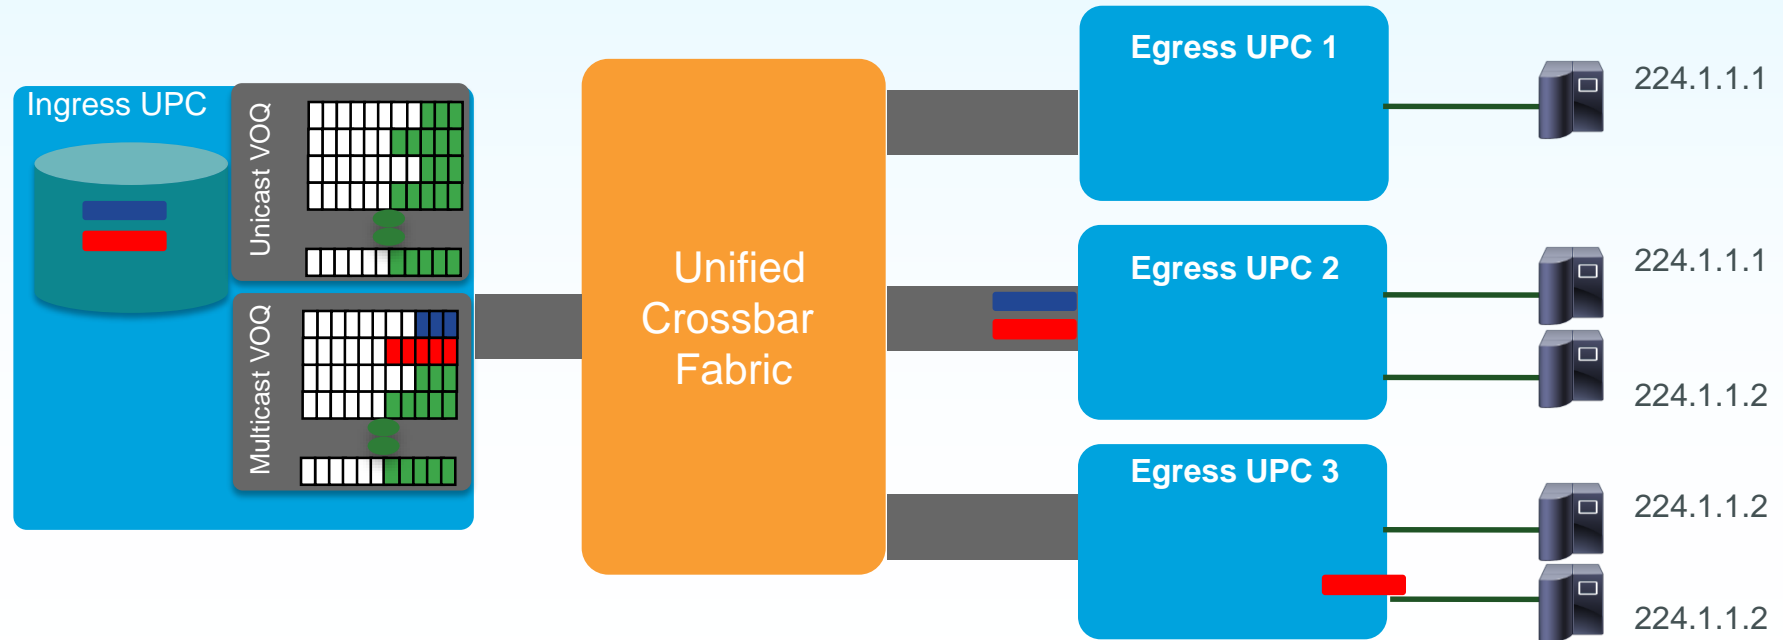 Ingress UPC
Unicast VOQ
Multicast VOQ
Unified
Crossbar
Fabric
Egress UPC 1
224.1.1.1
Egress UPC 2
224.1.1.1
224.1.1.2
Egress UPC 3
224.1.1.2
224.1.1.2